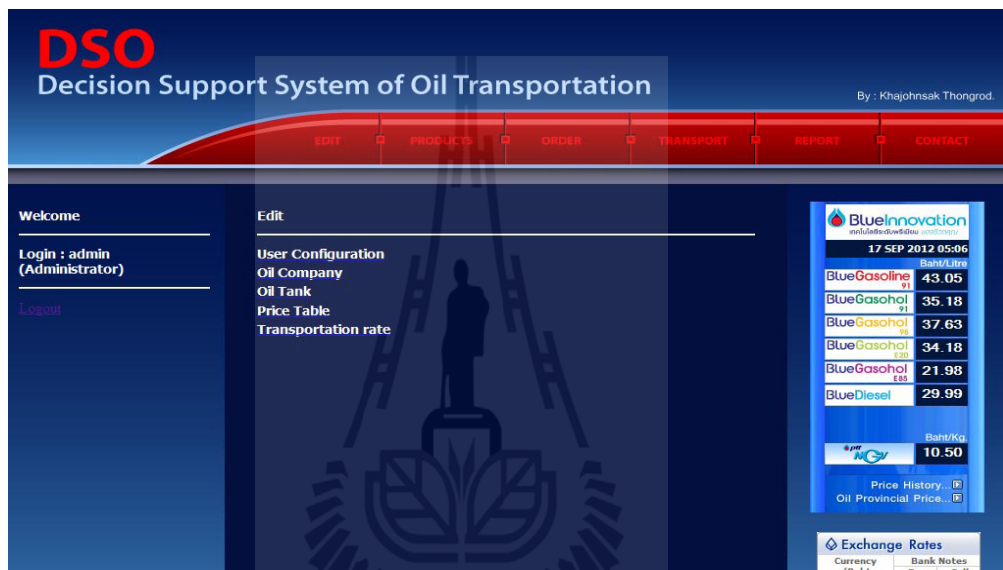 DSO
Decision Support System of Oil Transportation
By : Khajohnsak Thongrod.
EDIT PRODUCTS ORDER TRANSPORT REPORT CONTACT
Welcome
Login : admin
(Administrator)
Logout
Edit
User Configuration
Oil Company
Oil Tank
Price Table
Transportation rate
BlueInnovation
17 SEP 2012 05:06
Baht/Litre
BlueGasoline 91 43.05
BlueGasohol 91 35.18
BlueGasohol 95 37.63
BlueGasohol E20 34.18
BlueGasohol E85 21.98
BlueDiesel 29.99
Baht/Kg.
ptt NGV 10.50
Price History...
Oil Provincial Price...
Exchange Rates
Currency Bank Notes